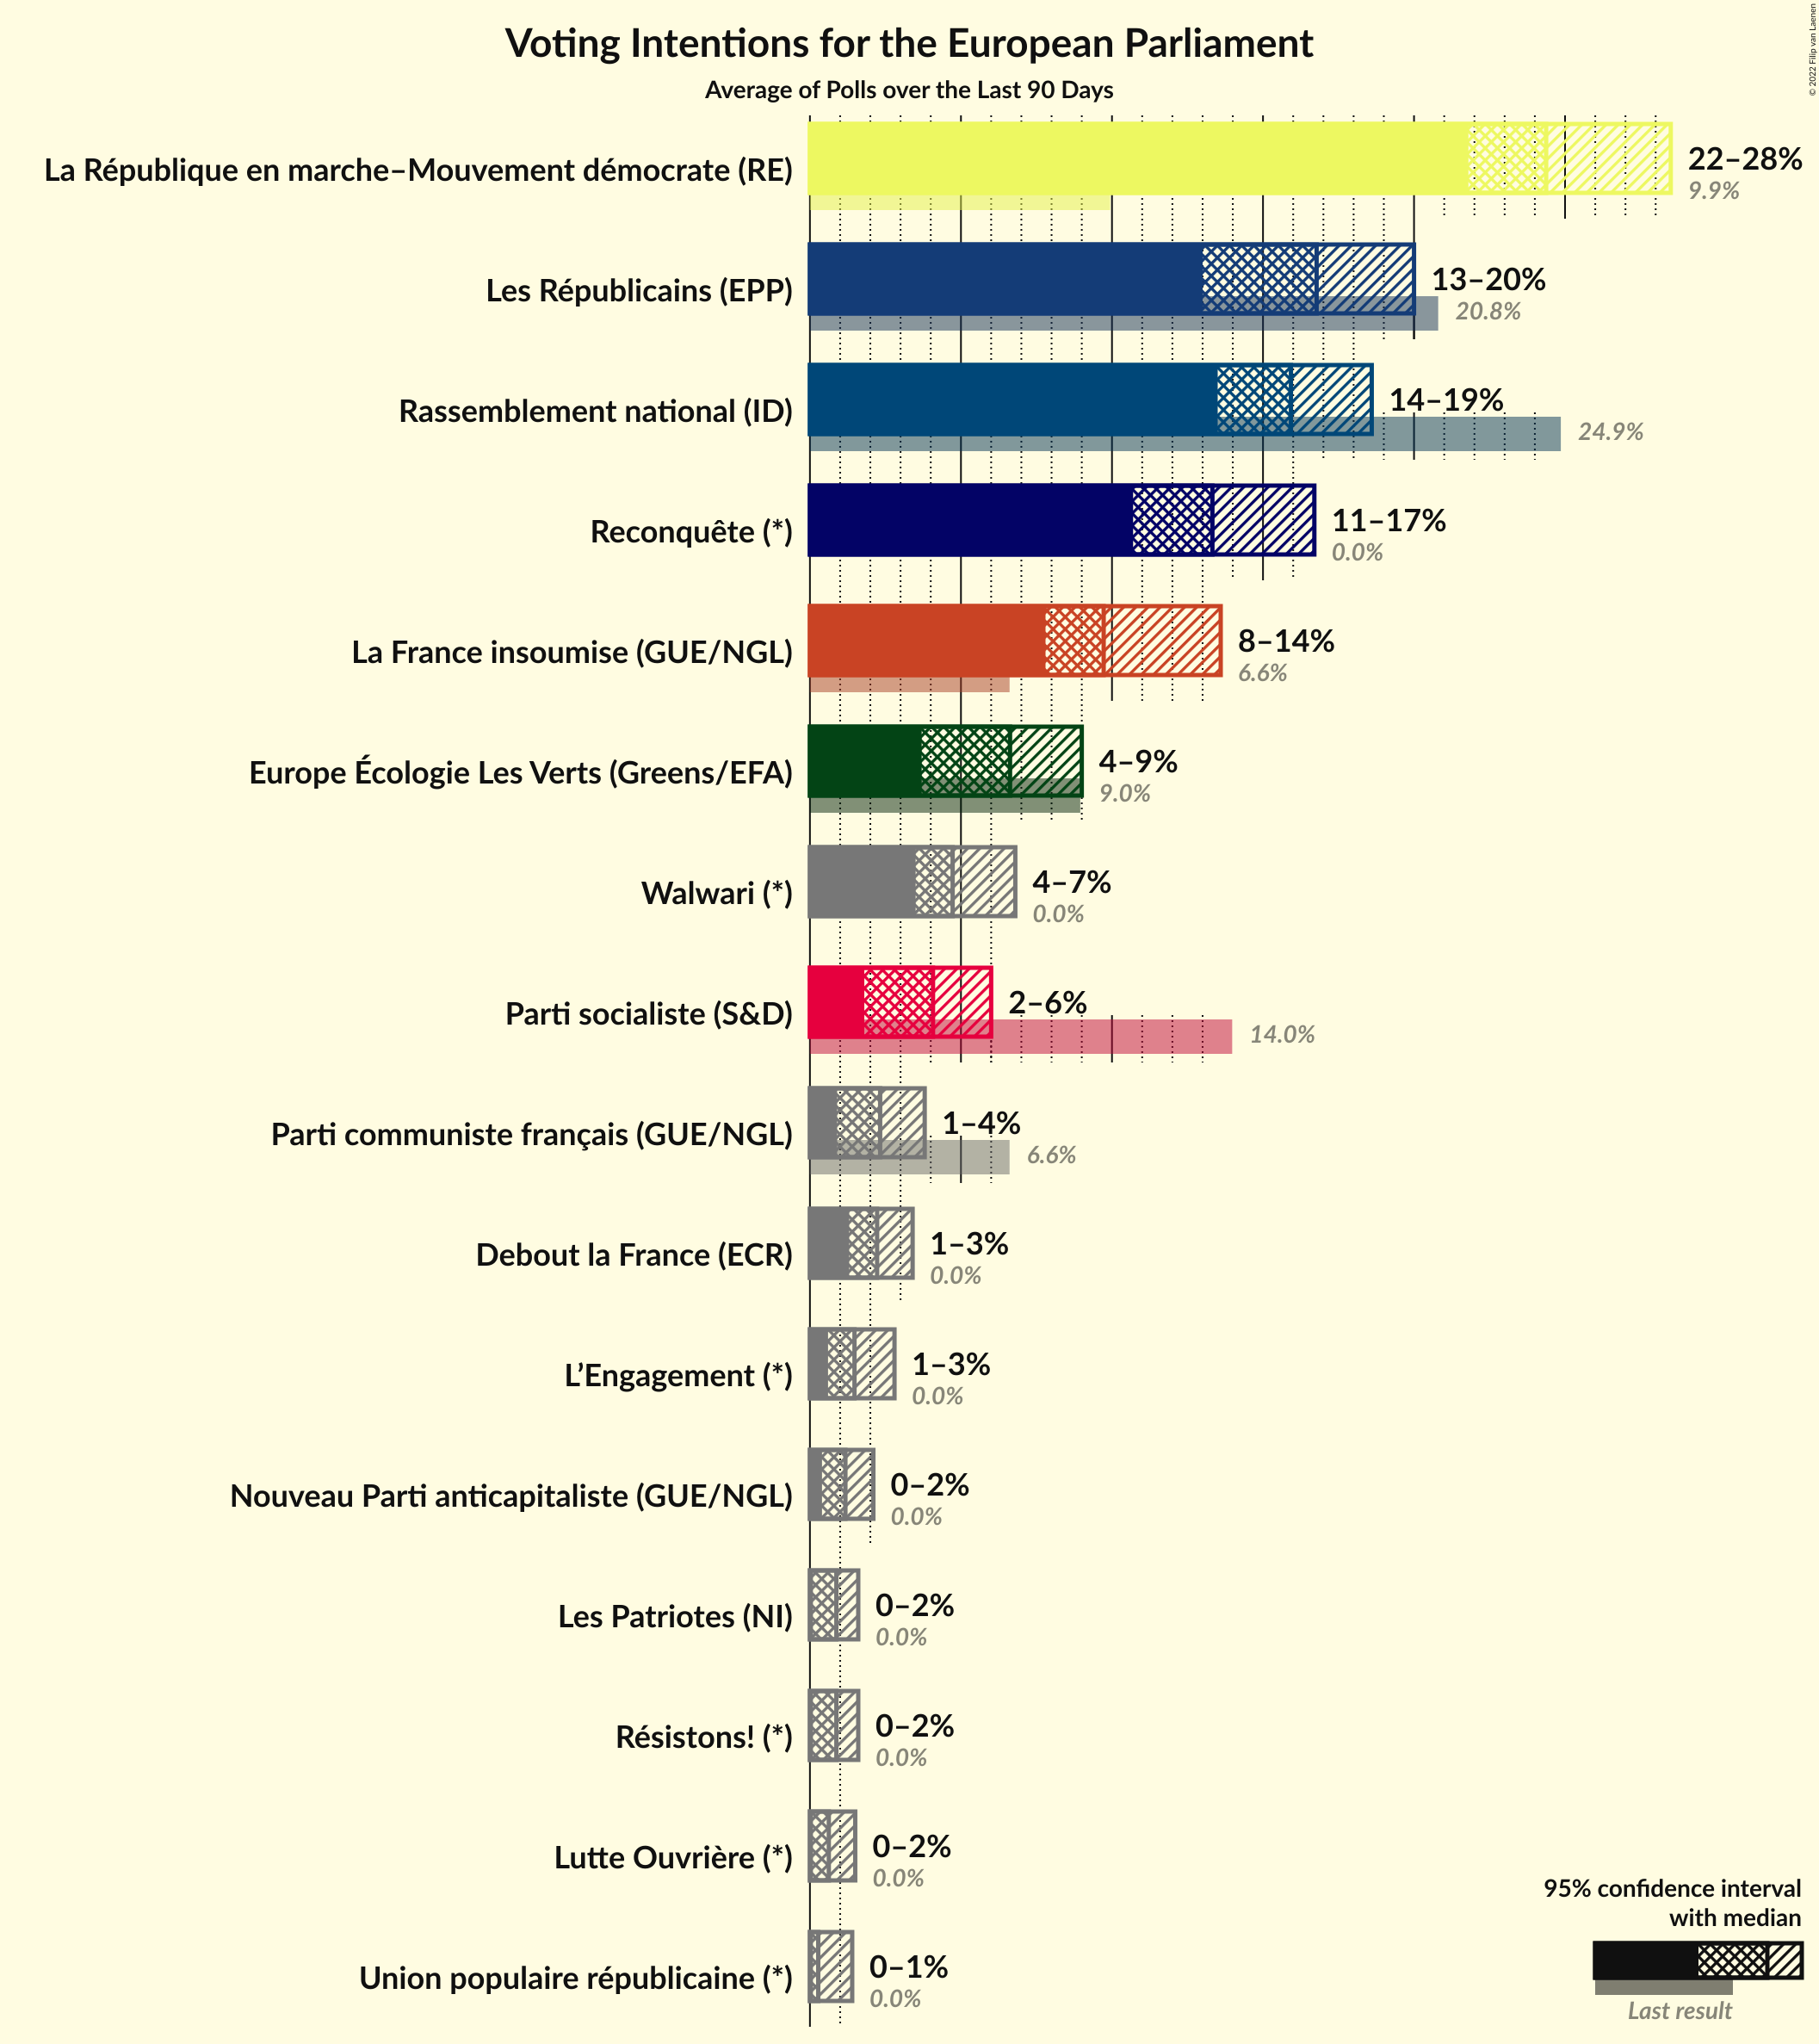 Voting Intentions for the European Parliament
Average of Polls over the Last 90 Days
© 2022 Filip van Laenen
La République en marche–Mouvement démocrate (RE)
22–28%
9.9%
Les Républicains (EPP)
13–20%
20.8%
Rassemblement national (ID)
14–19%
24.9%
Reconquête (*)
11–17%
0.0%
La France insoumise (GUE/NGL)
8–14%
6.6%
Europe Écologie Les Verts (Greens/EFA)
4–9%
9.0%
Walwari (*)
4–7%
0.0%
Parti socialiste (S&D)
2–6%
14.0%
Parti communiste français (GUE/NGL)
1–4%
6.6%
Debout la France (ECR)
1–3%
0.0%
L’Engagement (*)
1–3%
0.0%
Nouveau Parti anticapitaliste (GUE/NGL)
0–2%
0.0%
Les Patriotes (NI)
0–2%
0.0%
Résistons! (*)
0–2%
0.0%
Lutte Ouvrière (*)
0–2%
0.0%
Union populaire républicaine (*)
0–1%
0.0%
95% confidence interval
with median
Last result